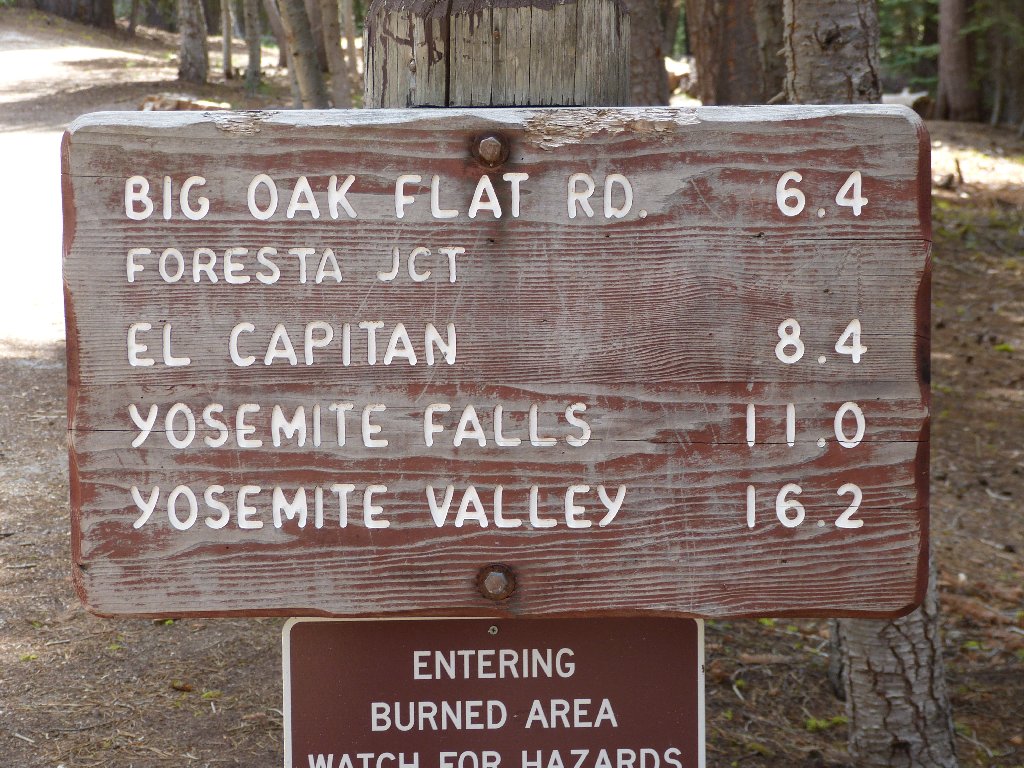 BIG OAK FLAT RD. 6.4
FORESTA JCT
EL CAPITAN 8.4
YOSEMITE FALLS 11.0
YOSEMITE VALLEY 16.2
ENTERING
BURNED AREA
WATCH FOR HAZARDS